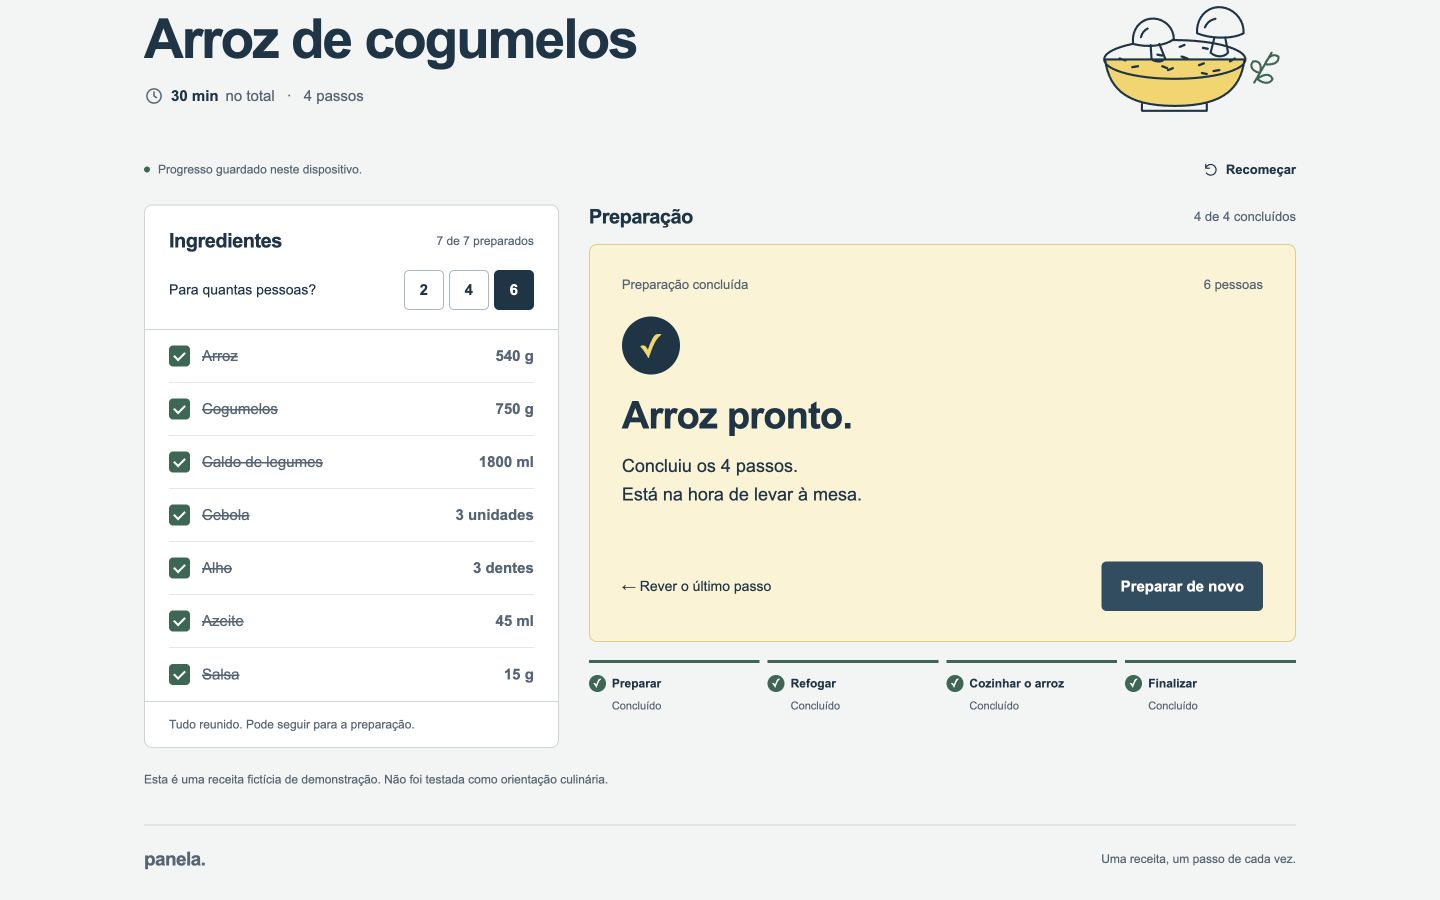 Arroz de cogumelos
30 min no total · 4 passos
Progresso guardado neste dispositivo.
Recomeçar
Ingredientes
7 de 7 preparados
Para quantas pessoas?
2
4
6
Arroz
540 g
Cogumelos
750 g
Caldo de legumes
1800 ml
Cebola
3 unidades
Alho
3 dentes
Azeite
45 ml
Salsa
15 g
Tudo reunido. Pode seguir para a preparação.
Preparação
4 de 4 concluídos
Preparação concluída
6 pessoas
Arroz pronto.
Concluiu os 4 passos.
Está na hora de levar à mesa.
← Rever o último passo
Preparar de novo
Preparar
Concluído
Refogar
Concluído
Cozinhar o arroz
Concluído
Finalizar
Concluído
Esta é uma receita fictícia de demonstração. Não foi testada como orientação culinária.
panela.
Uma receita, um passo de cada vez.